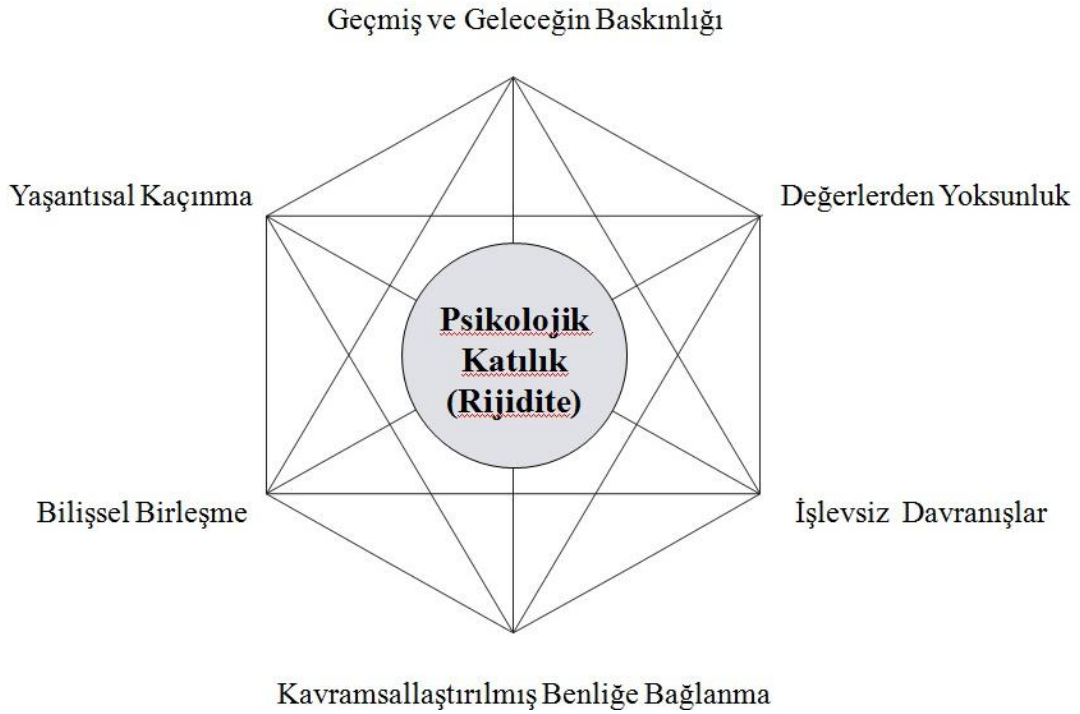 Geçmiş ve Geleceğin Baskınlığı
Yaşantısal Kaçınma
Değerlerden Yoksunluk
Psikolojik
Katılık
(Rijidite)
Bilişsel Birleşme
İşlevsiz Davranışlar
Kavramsallaştırılmış Benliğe Bağlanma